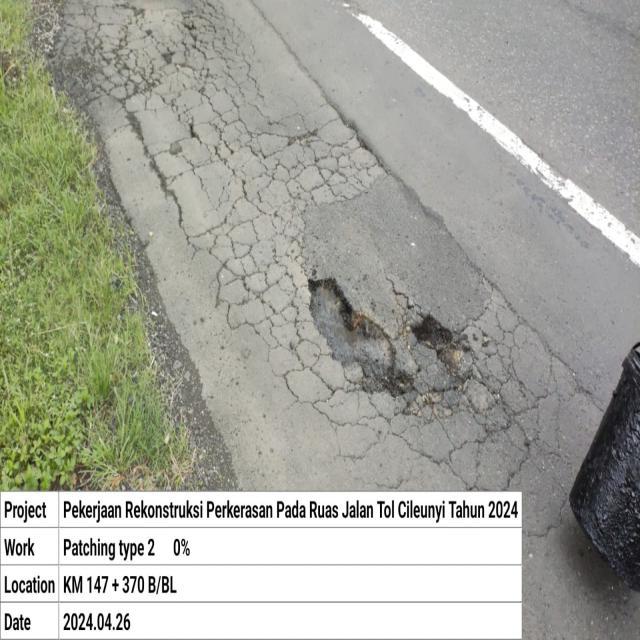 Project Pekerjaan Rekonstruksi Perkerasan Pada Ruas Jalan Tol Cileunyi Tahun 2024
Work Patching type 2 0%
Location KM 147 + 370 B/BL
Date 2024.04.26